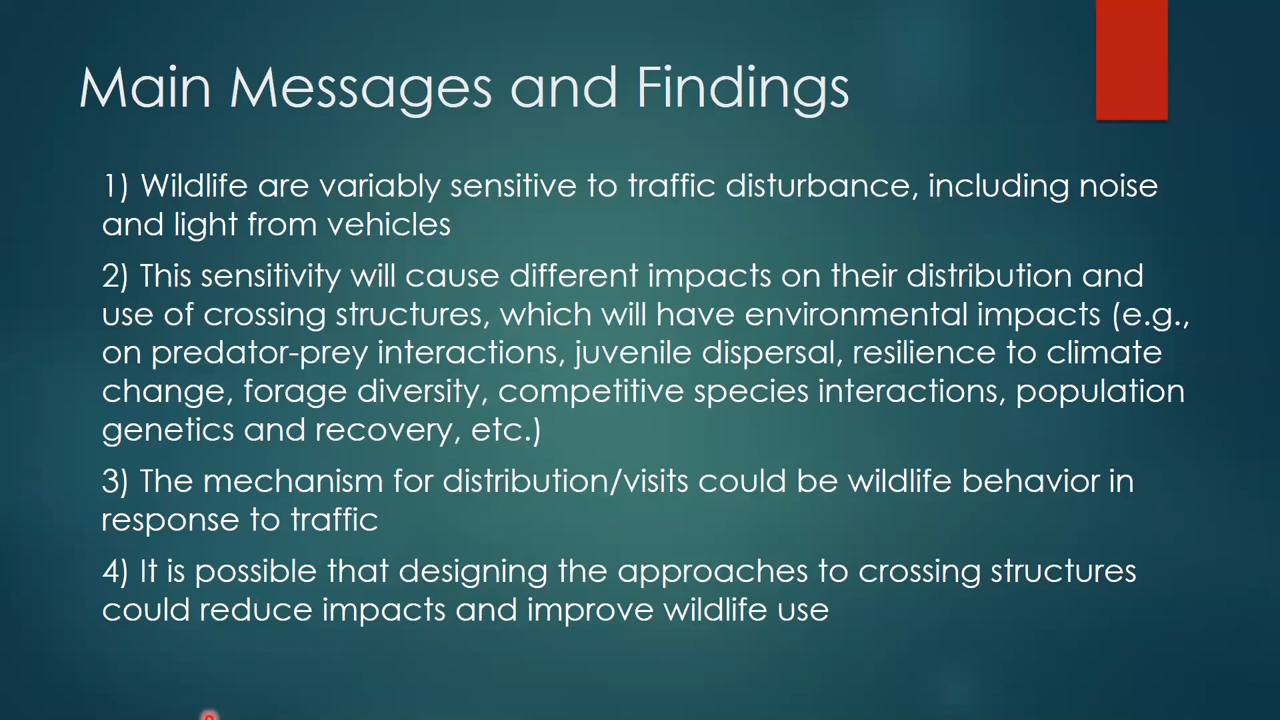 Main Messages and Findings
1) Wildlife are variably sensitive to traffic disturbance, including noise
and light from vehicles
2) This sensitivity will cause different impacts on their distribution and
use of crossing structures, which will have environmental impacts (e.g.,
on predator-prey interactions, juvenile dispersal, resilience to climate
change, forage diversity, competitive species interactions, population
genetics and recovery, etc.)
3) The mechanism for distribution/visits could be wildlife behavior in
response to traffic
4) It is possible that designing the approaches to crossing structures
could reduce impacts and improve wildlife use